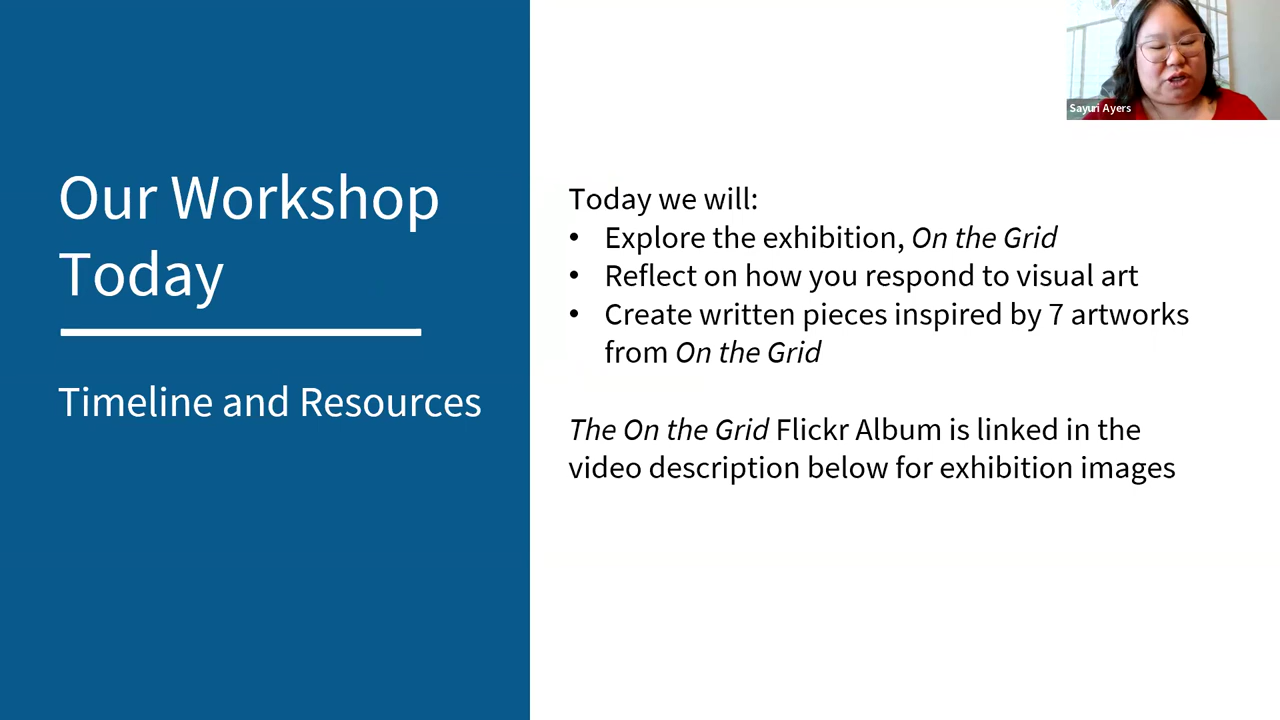 Sayuri Ayers
Our Workshop
Today
Timeline and Resources
Today we will:
• Explore the exhibition, On the Grid
• Reflect on how you respond to visual art
• Create written pieces inspired by 7 artworks
from On the Grid
The On the Grid Flickr Album is linked in the
video description below for exhibition images